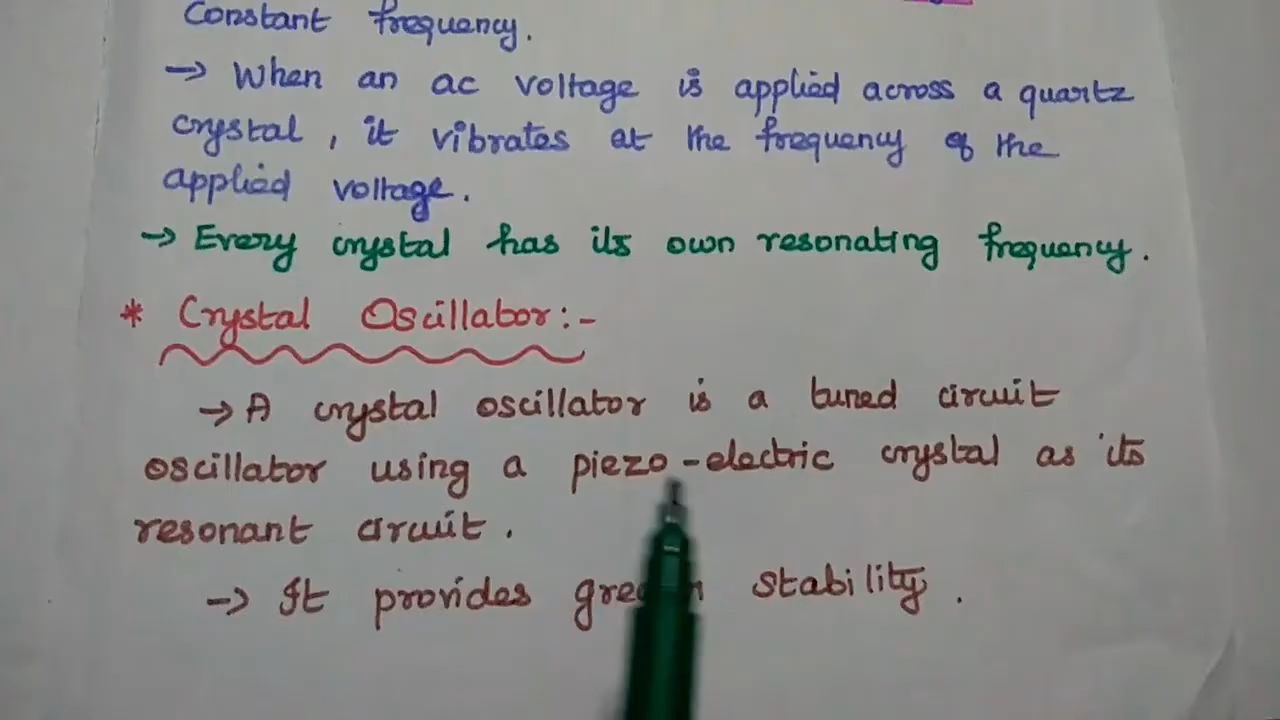 Constant frequency.
→ When an ac voltage is applied across a quartz
crystal, it vibrates at the frequency of the
applied voltage.
→ Every crystal has its own resonating frequency.
* Crystal Oscillator:-
→ A crystal oscillator is a tuned circuit
oscillator using a piezo-electric crystal as its
resonant circuit.
→ It provides stability.